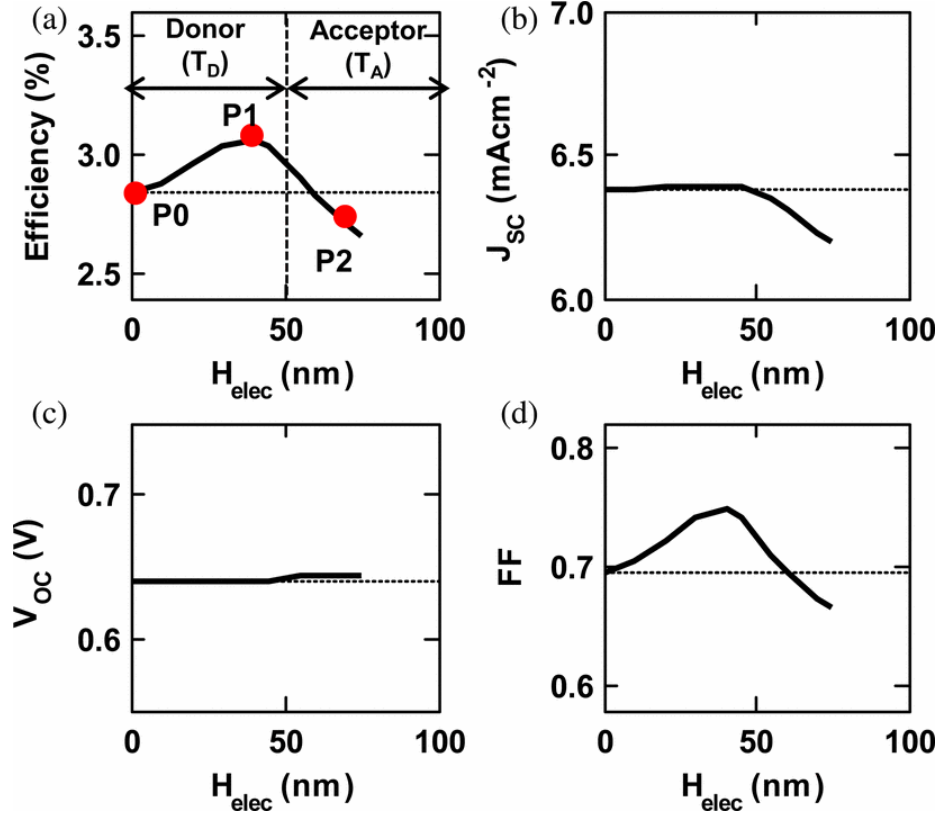 (a)
Donor
(T_D)
Acceptor
(T_A)
P0
P1
P2
3.5
3.0
2.5
Efficiency (%)
0
50
100
H_elec (nm)
(b)
7.0
6.5
6.0
J_SC (mAcm⁻²)
0
50
100
H_elec (nm)
(c)
0.7
0.6
V_OC (V)
0
50
100
H_elec (nm)
(d)
0.8
0.7
0.6
FF
0
50
100
H_elec (nm)